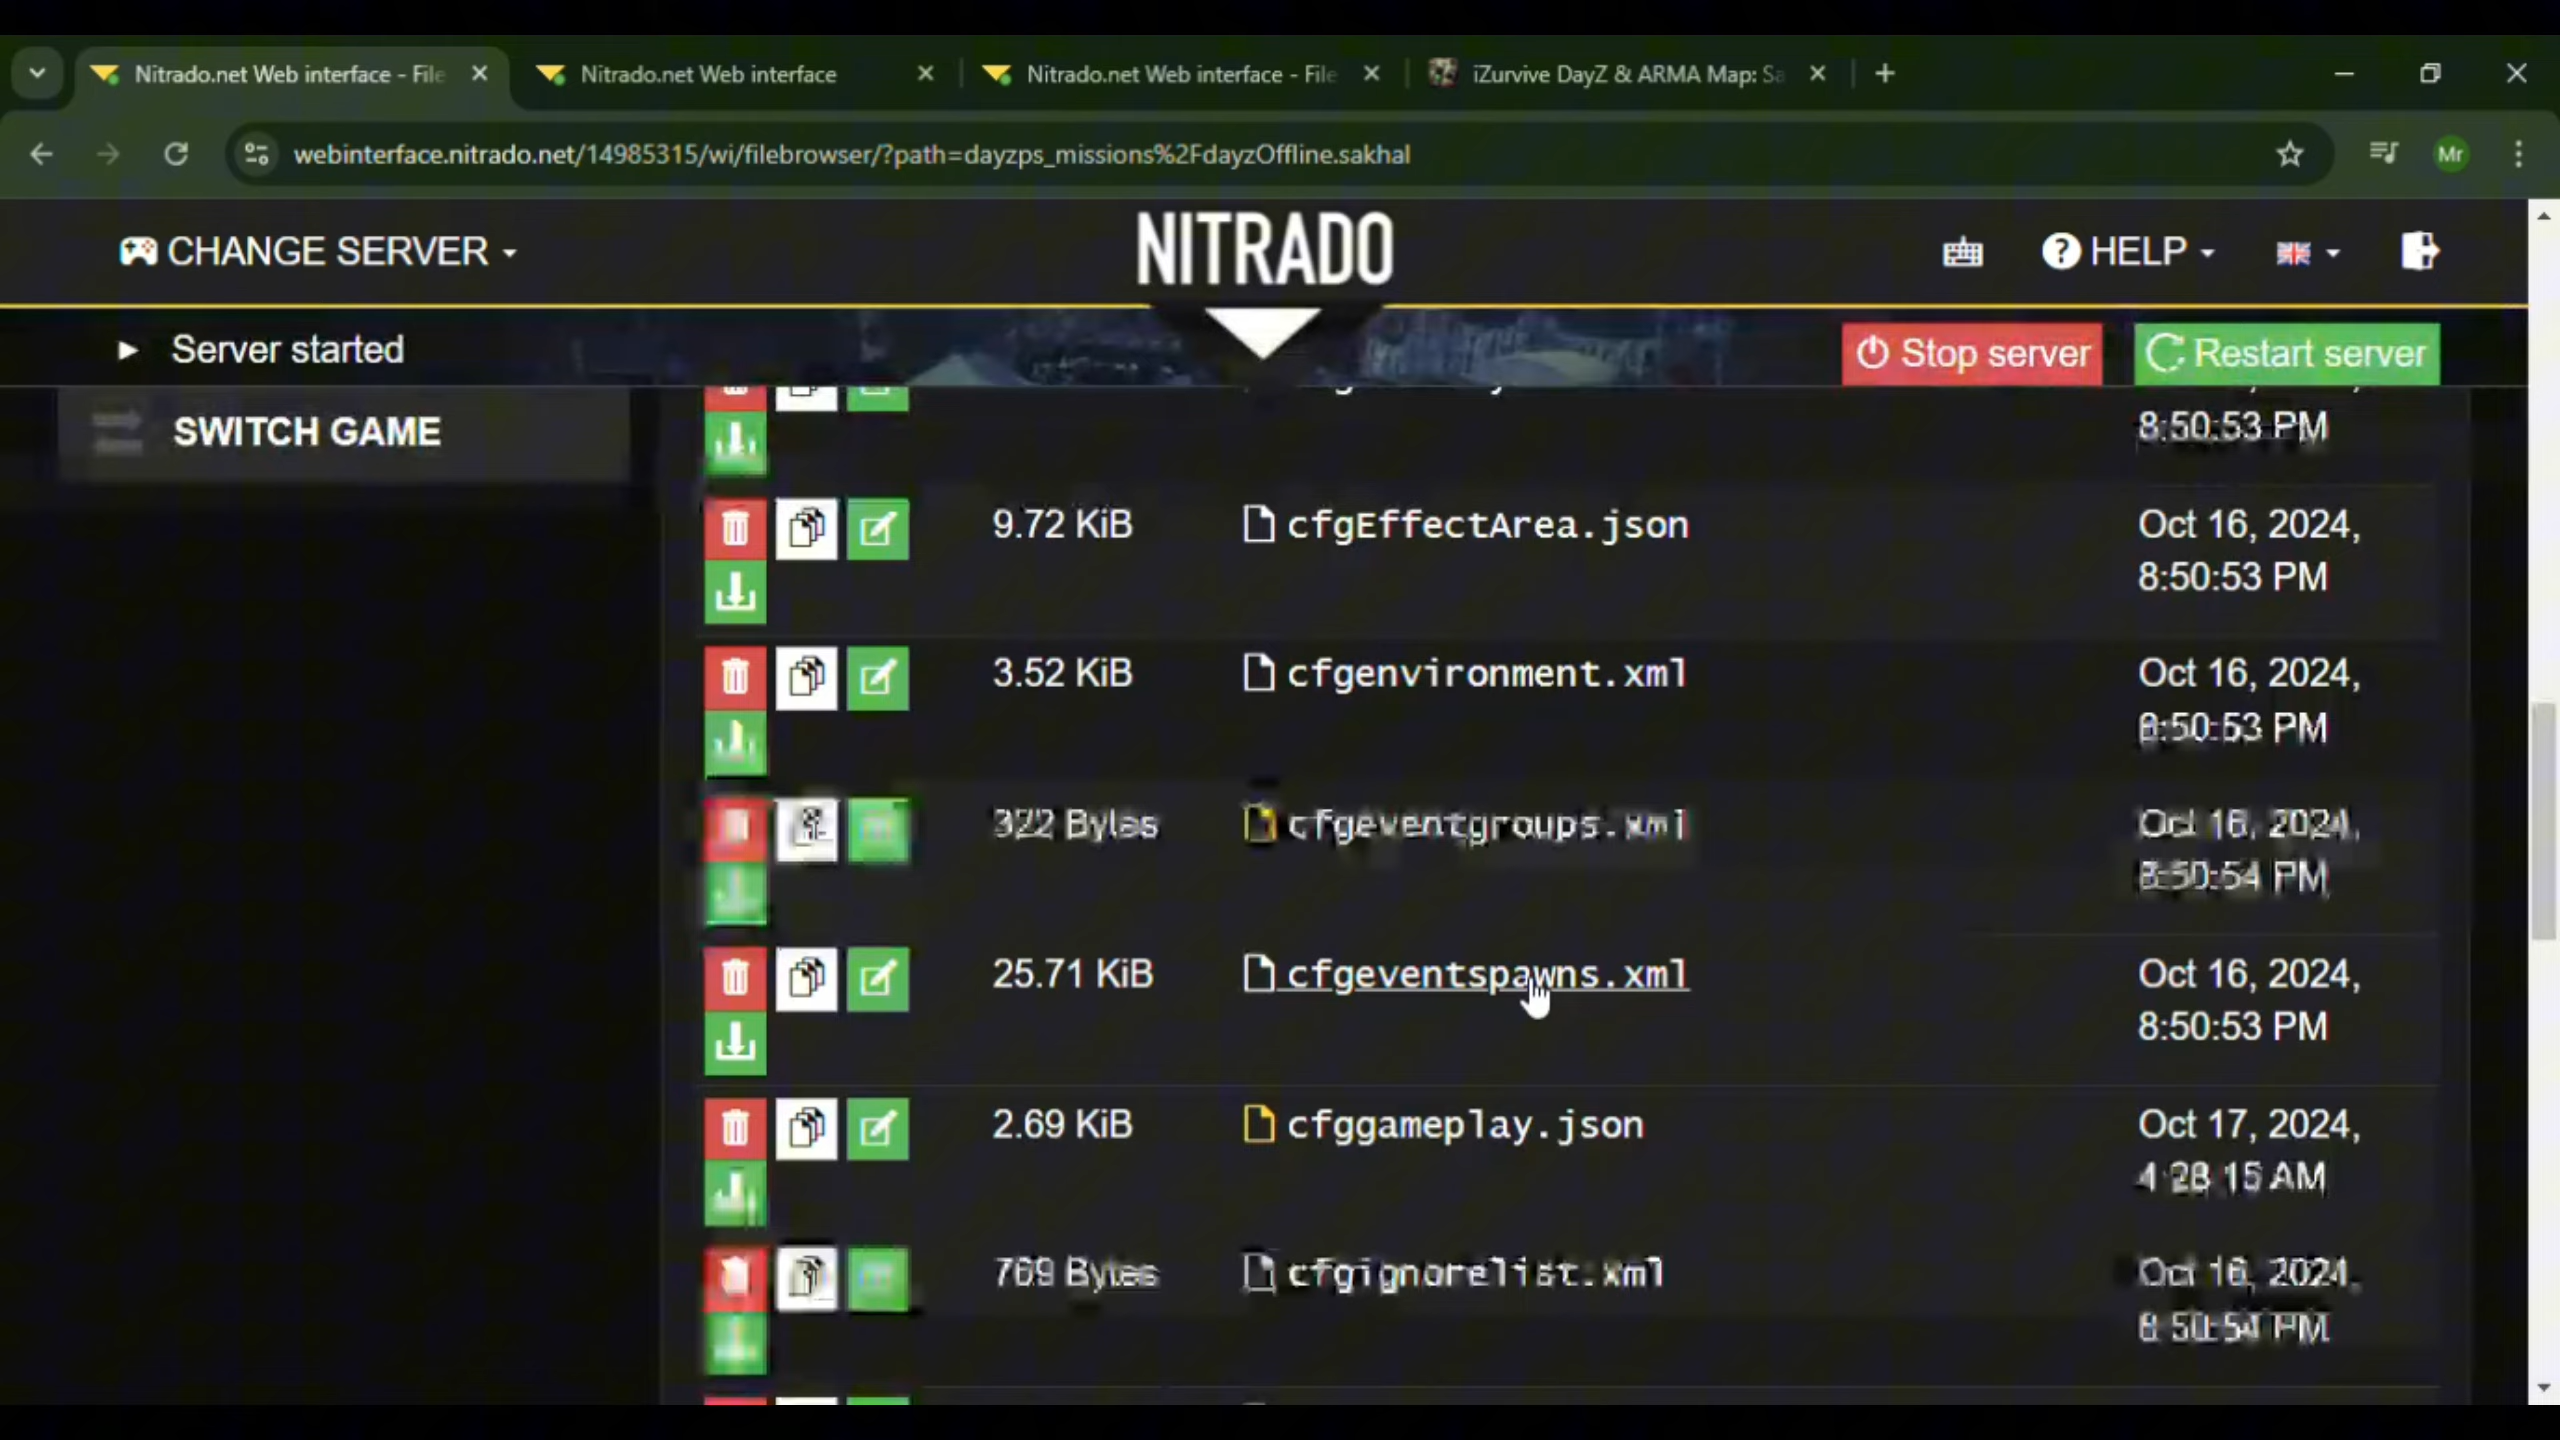 Nitrado.net Web interface - File
Nitrado.net Web interface
Nitrado.net Web interface - File
iZurvive DayZ & ARMA Map: Sa
webinterface.nitrado.net/14985315/wi/filebrowser/?path=dayzps_missions%2FdayzOffline.sakhal
Mr
CHANGE SERVER
NITRADO
HELP
Server started
Stop server
Restart server
SWITCH GAME
8:50:53 PM
9.72 KiB
cfgEffectArea.json
Oct 16, 2024,
8:50:53 PM
3.52 KiB
cfgenvironment.xml
Oct 16, 2024,
8:50:53 PM
322 Bytes
cfgeventgroups.xml
Oct 16, 2024,
8:50:54 PM
25.71 KiB
cfgeventspawns.xml
Oct 16, 2024,
8:50:53 PM
2.69 KiB
cfggameplay.json
Oct 17, 2024,
4:28:15 AM
769 Bytes
cfgignorelist.xml
Oct 16, 2024,
8:50:54 PM